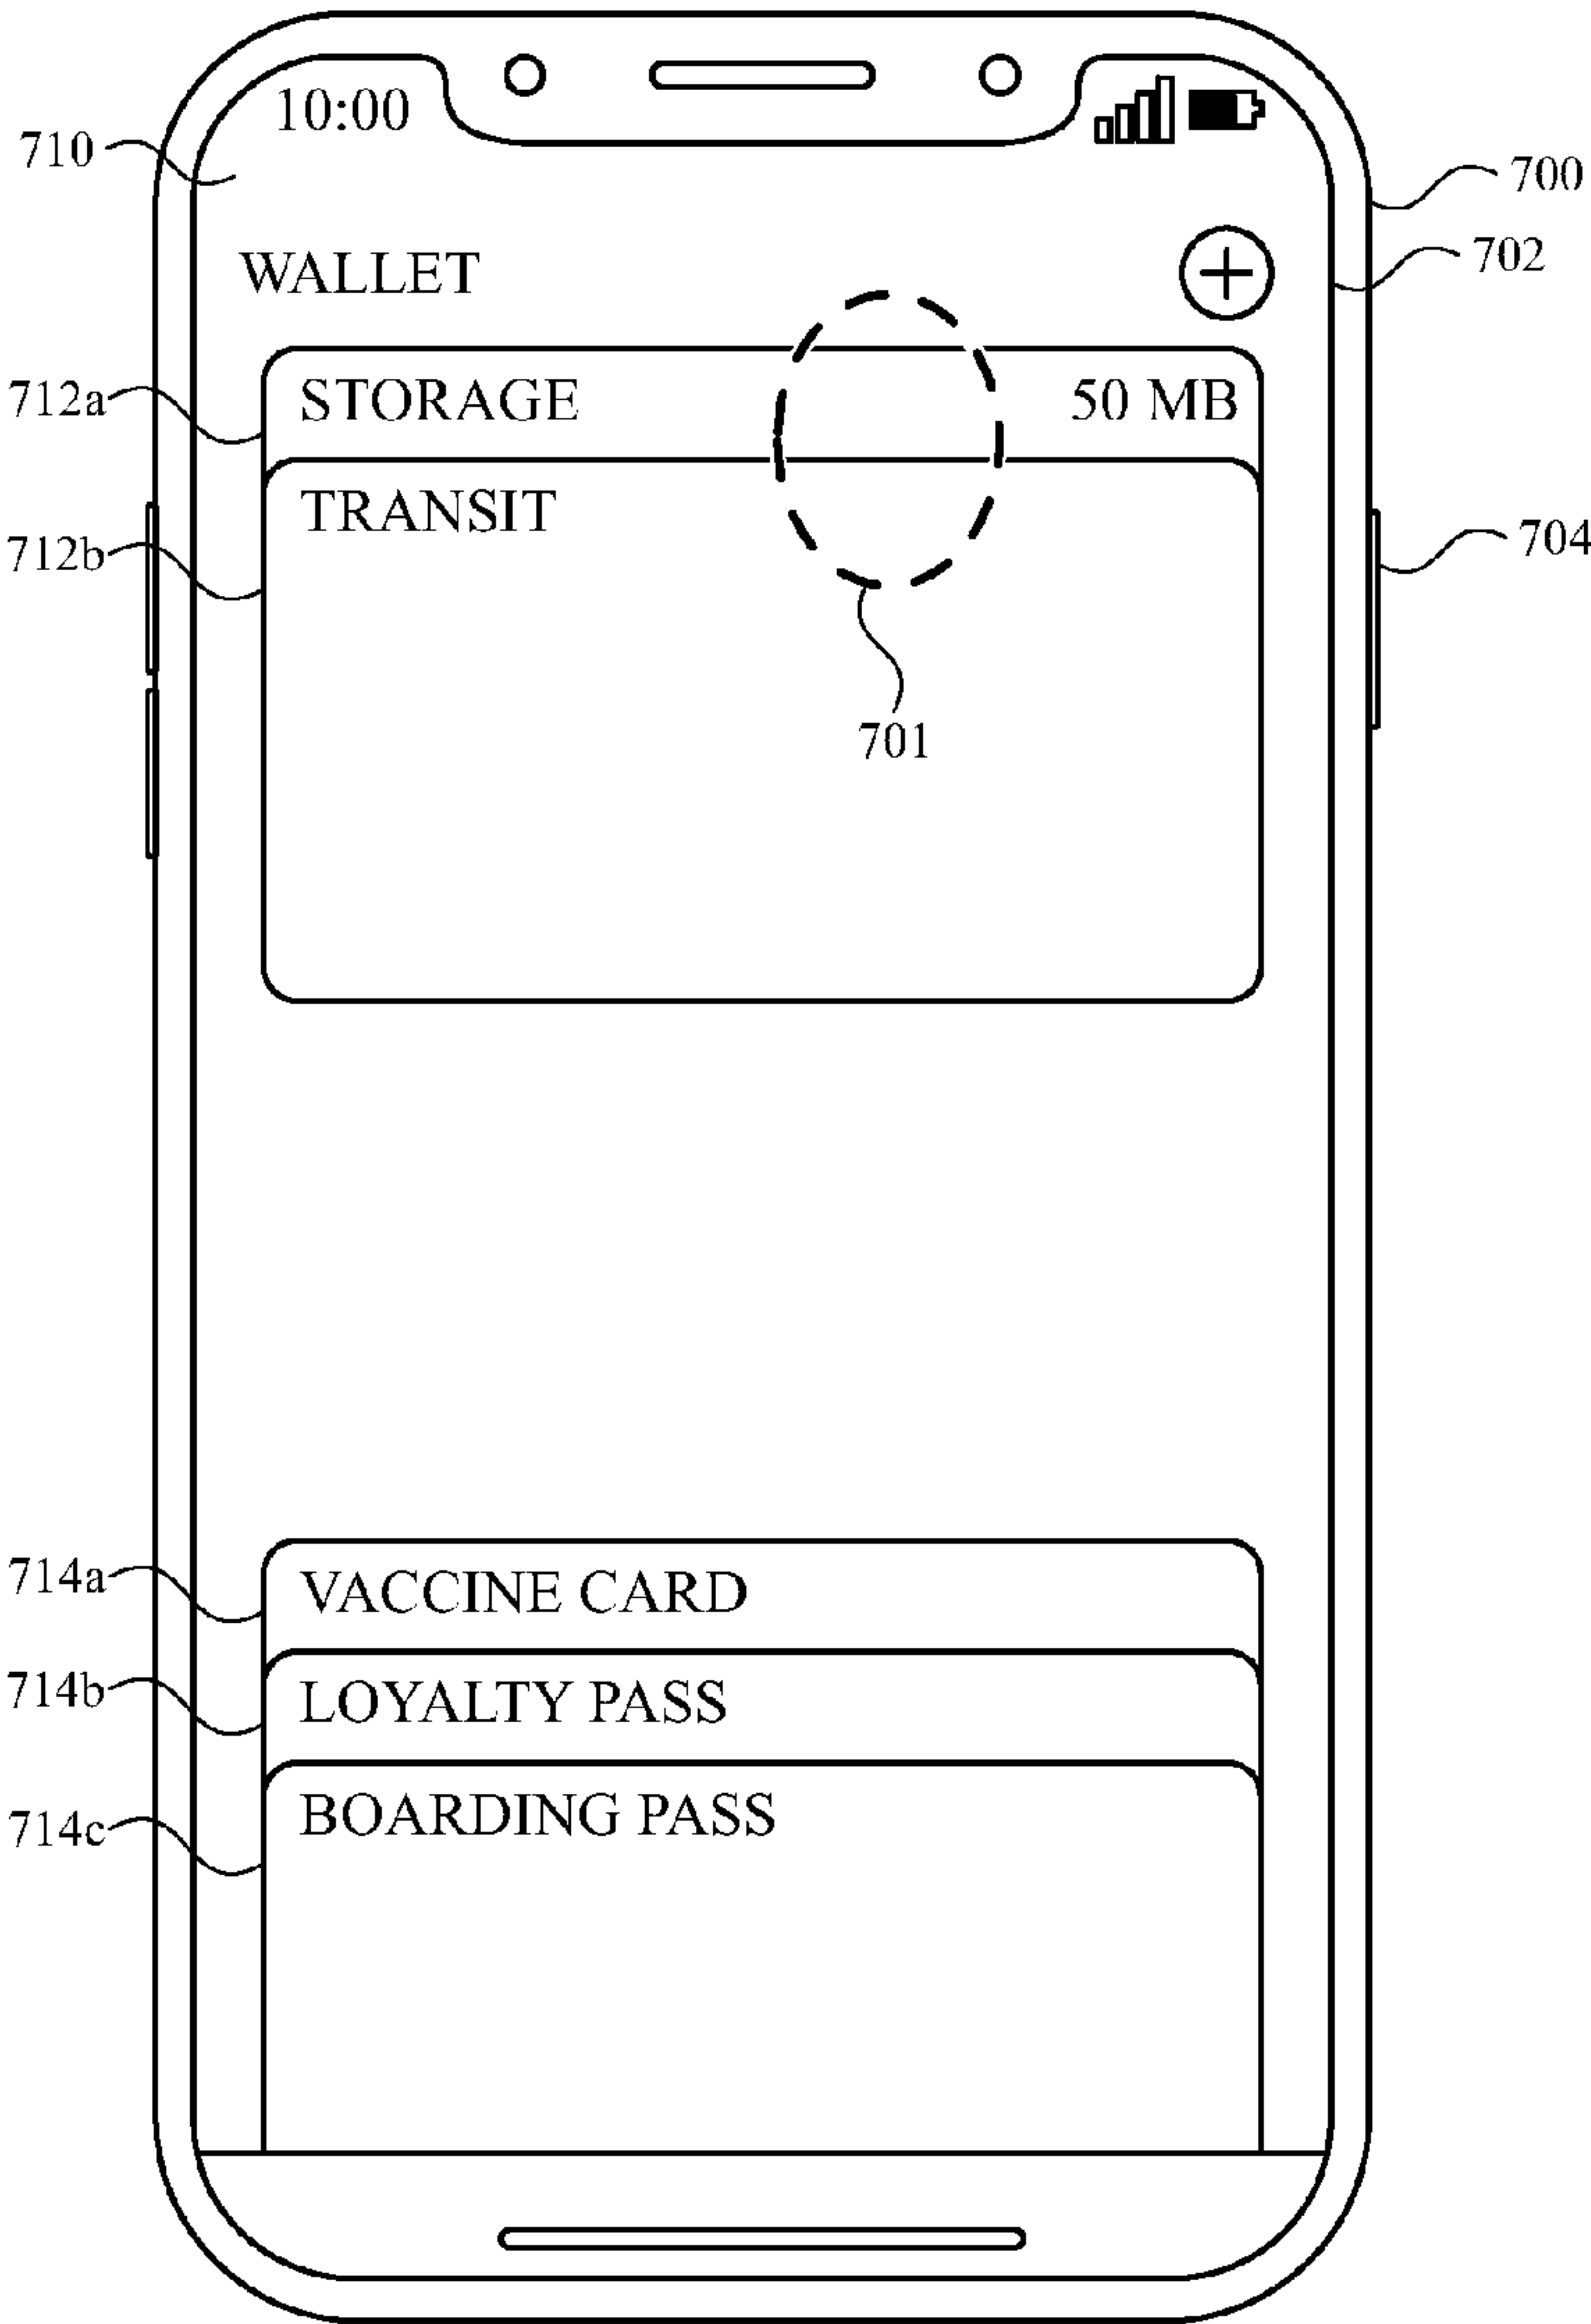 10:00
710
700
WALLET
702
712a
STORAGE 50 MB
TRANSIT
712b
704
701
714a
VACCINE CARD
714b
LOYALTY PASS
714c
BOARDING PASS